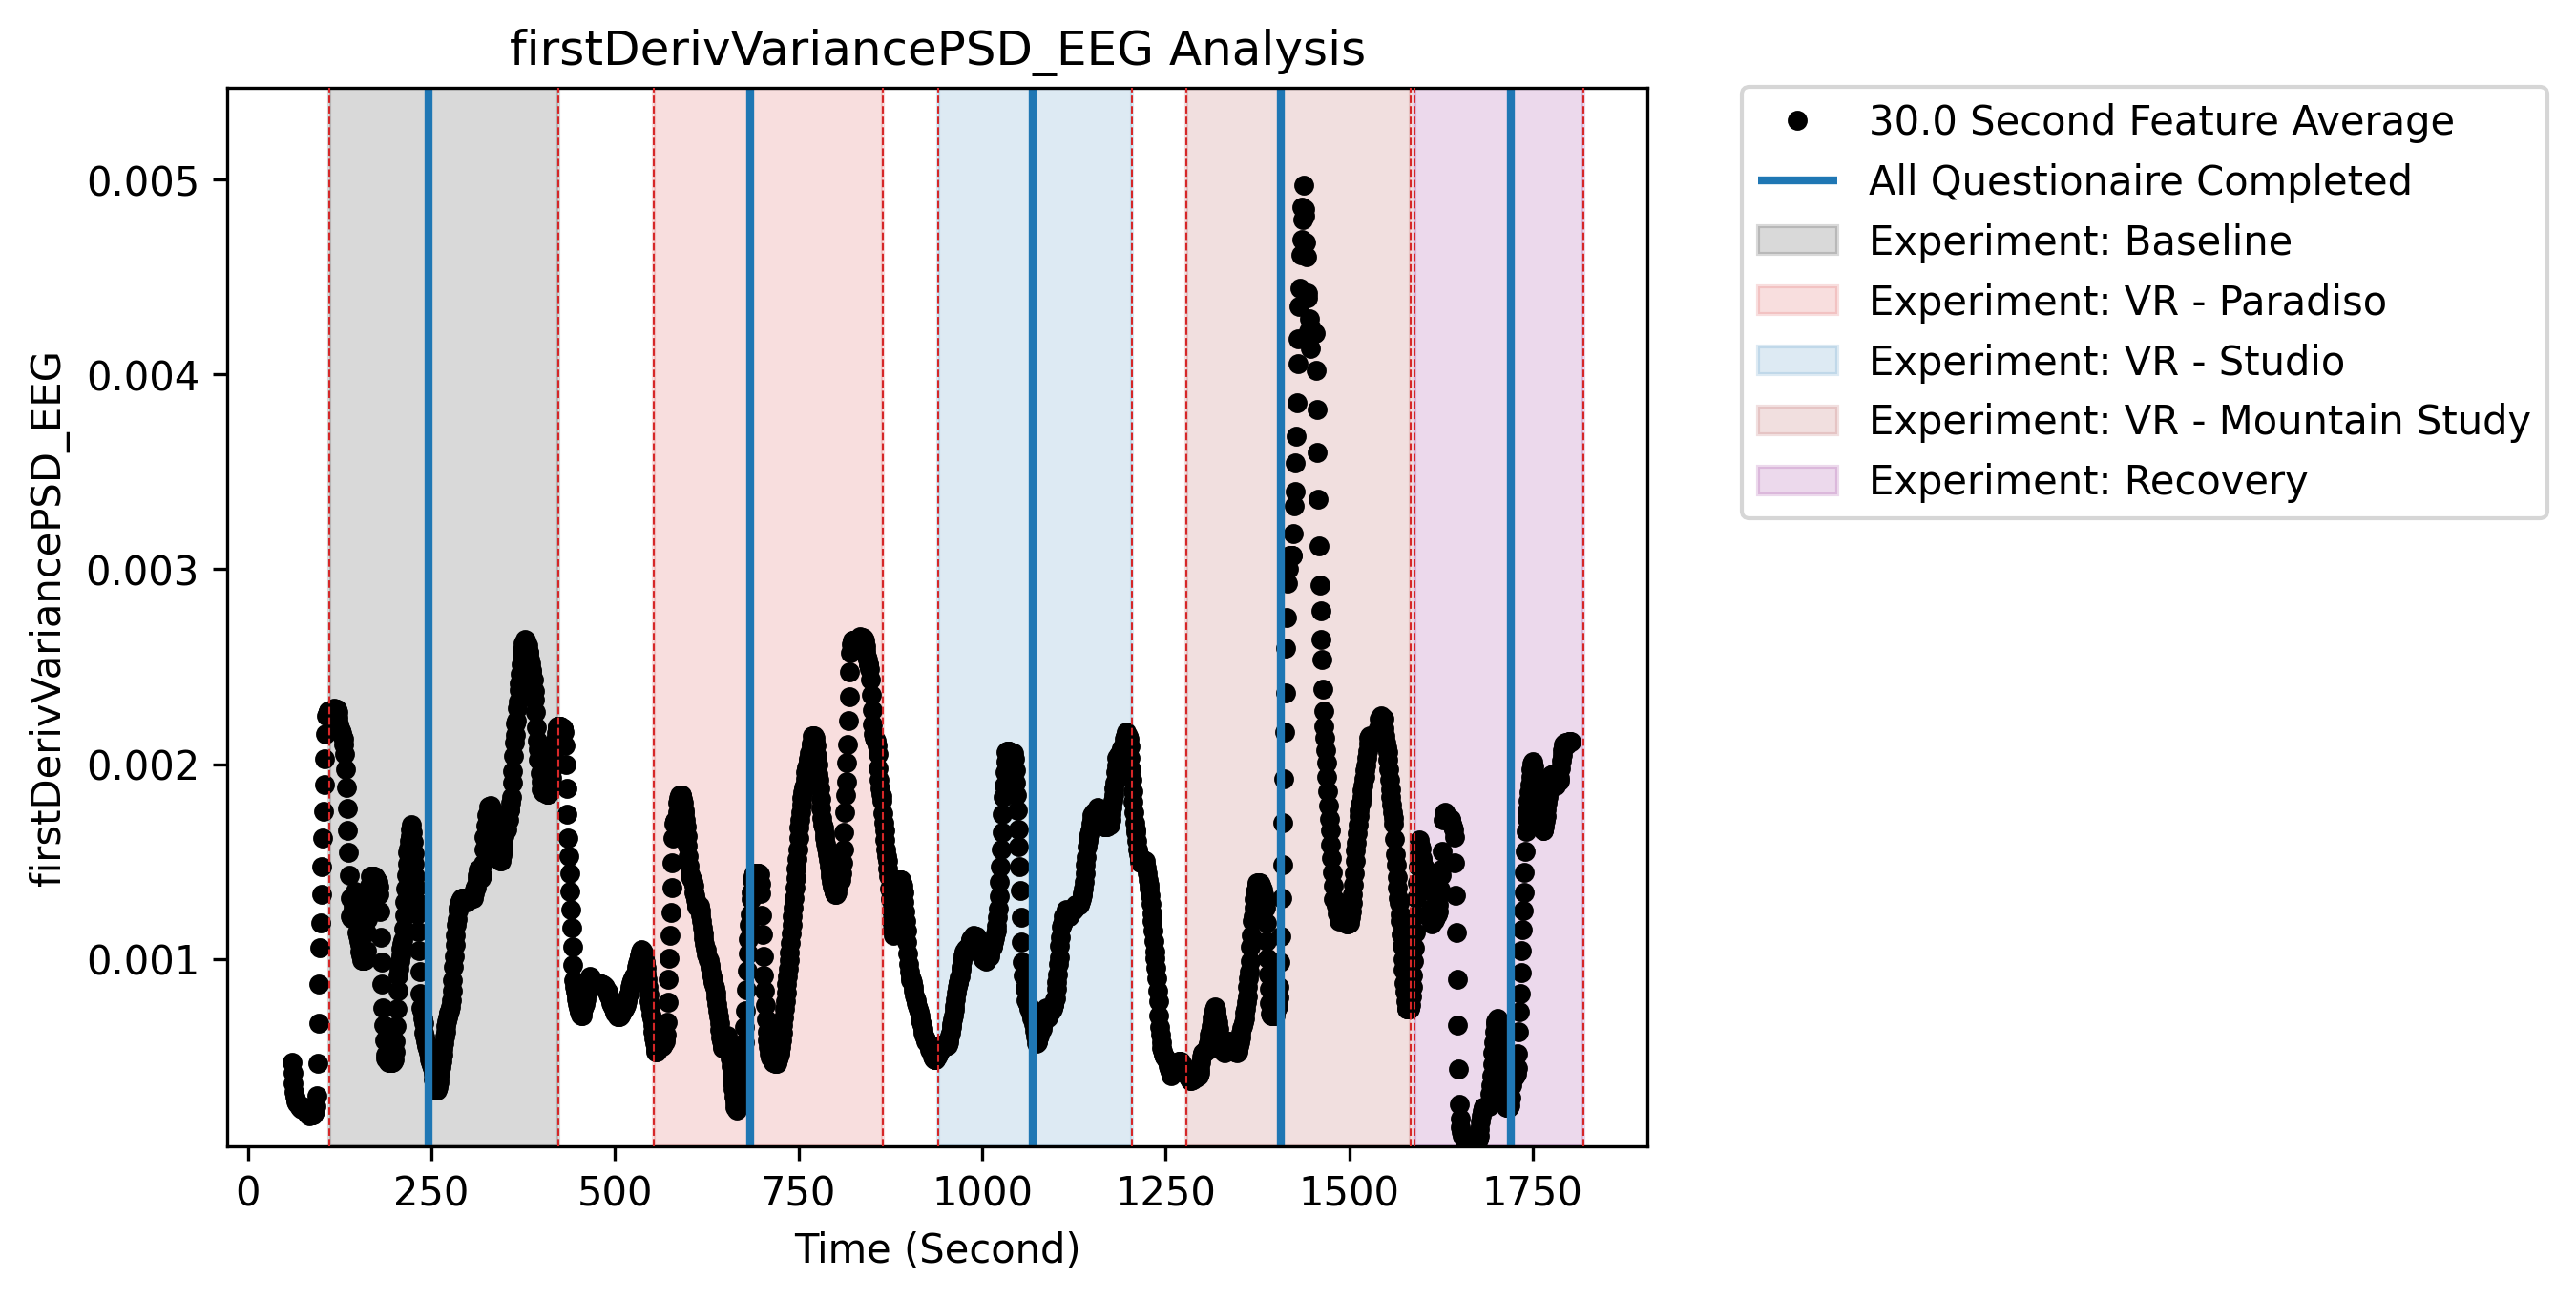 firstDerivVariancePSD_EEG Analysis
firstDerivVariancePSD_EEG
0.005
0.004
0.003
0.002
0.001
0 250 500 750 1000 1250 1500 1750
Time (Second)
30.0 Second Feature Average
All Questionaire Completed
Experiment: Baseline
Experiment: VR - Paradiso
Experiment: VR - Studio
Experiment: VR - Mountain Study
Experiment: Recovery